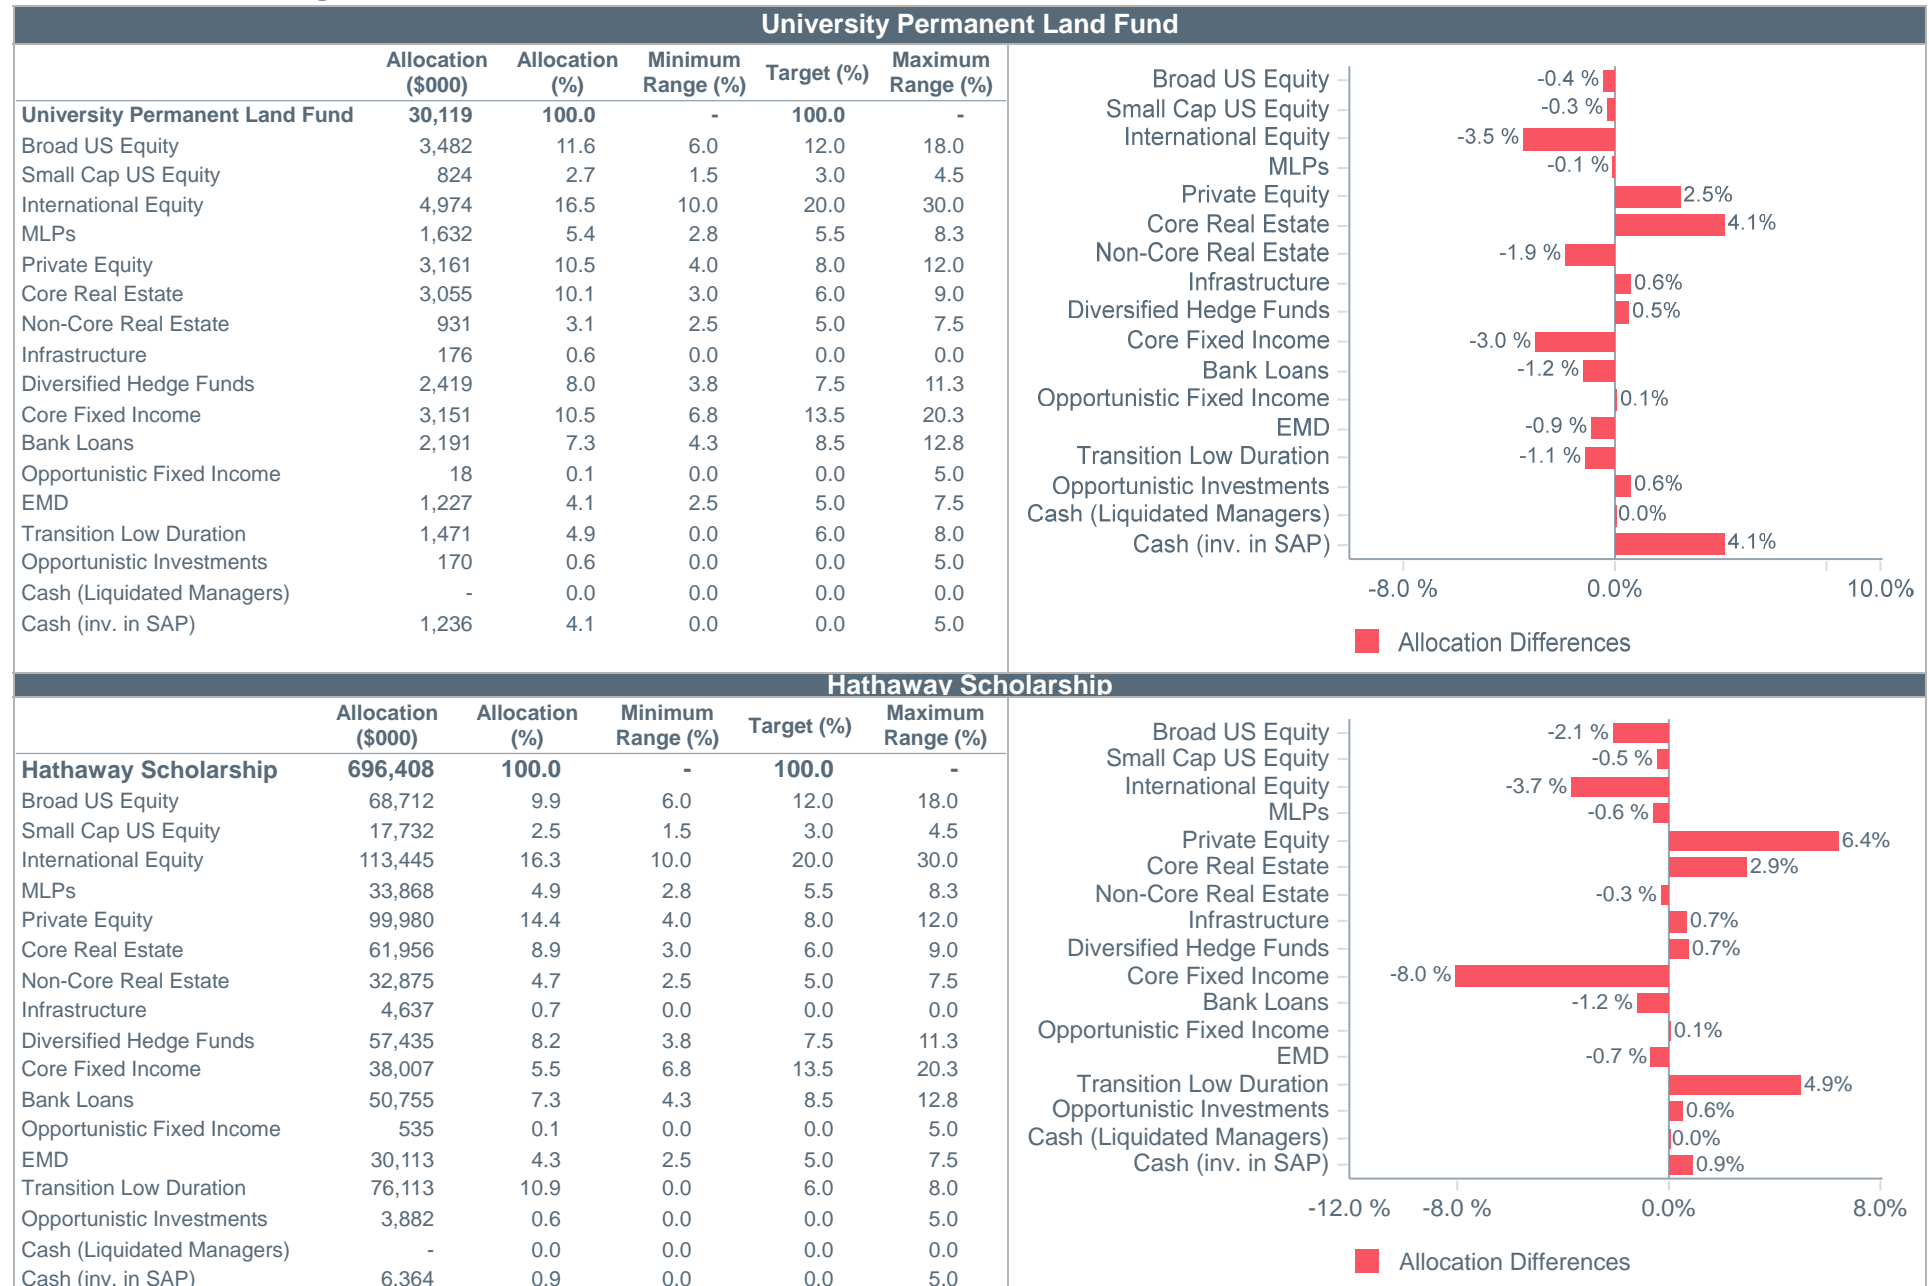 University Permanent Land Fund
Allocation ($000) Allocation (%) Minimum Range (%) Target (%) Maximum Range (%)
University Permanent Land Fund 30,119 100.0 - 100.0 -
Broad US Equity 3,482 11.6 6.0 12.0 18.0
Small Cap US Equity 824 2.7 1.5 3.0 4.5
International Equity 4,974 16.5 10.0 20.0 30.0
MLPs 1,632 5.4 2.8 5.5 8.3
Private Equity 3,161 10.5 4.0 8.0 12.0
Core Real Estate 3,055 10.1 3.0 6.0 9.0
Non-Core Real Estate 931 3.1 2.5 5.0 7.5
Infrastructure 176 0.6 0.0 0.0 0.0
Diversified Hedge Funds 2,419 8.0 3.8 7.5 11.3
Core Fixed Income 3,151 10.5 6.8 13.5 20.3
Bank Loans 2,191 7.3 4.3 8.5 12.8
Opportunistic Fixed Income 18 0.1 0.0 0.0 5.0
EMD 1,227 4.1 2.5 5.0 7.5
Transition Low Duration 1,471 4.9 0.0 6.0 8.0
Opportunistic Investments 170 0.6 0.0 0.0 5.0
Cash (Liquidated Managers) - 0.0 0.0 0.0 0.0
Cash (inv. in SAP) 1,236 4.1 0.0 0.0 5.0
Broad US Equity -0.4 %
Small Cap US Equity -0.3 %
International Equity -3.5 %
MLPs -0.1 %
Private Equity 2.5%
Core Real Estate 4.1%
Non-Core Real Estate -1.9 %
Infrastructure 0.6%
Diversified Hedge Funds 0.5%
Core Fixed Income -3.0 %
Bank Loans -1.2 %
Opportunistic Fixed Income 0.1%
EMD -0.9 %
Transition Low Duration -1.1 %
Opportunistic Investments 0.6%
Cash (Liquidated Managers) 0.0%
Cash (inv. in SAP) 4.1%
-8.0 % 0.0% 10.0%
Allocation Differences
Hathaway Scholarship
Allocation ($000) Allocation (%) Minimum Range (%) Target (%) Maximum Range (%)
Hathaway Scholarship 696,408 100.0 - 100.0 -
Broad US Equity 68,712 9.9 6.0 12.0 18.0
Small Cap US Equity 17,732 2.5 1.5 3.0 4.5
International Equity 113,445 16.3 10.0 20.0 30.0
MLPs 33,868 4.9 2.8 5.5 8.3
Private Equity 99,980 14.4 4.0 8.0 12.0
Core Real Estate 61,956 8.9 3.0 6.0 9.0
Non-Core Real Estate 32,875 4.7 2.5 5.0 7.5
Infrastructure 4,637 0.7 0.0 0.0 0.0
Diversified Hedge Funds 57,435 8.2 3.8 7.5 11.3
Core Fixed Income 38,007 5.5 6.8 13.5 20.3
Bank Loans 50,755 7.3 4.3 8.5 12.8
Opportunistic Fixed Income 535 0.1 0.0 0.0 5.0
EMD 30,113 4.3 2.5 5.0 7.5
Transition Low Duration 76,113 10.9 0.0 6.0 8.0
Opportunistic Investments 3,882 0.6 0.0 0.0 5.0
Cash (Liquidated Managers) - 0.0 0.0 0.0 0.0
Cash (inv. in SAP) 6,364 0.9 0.0 0.0 5.0
Broad US Equity -2.1 %
Small Cap US Equity -0.5 %
International Equity -3.7 %
MLPs -0.6 %
Private Equity 6.4%
Core Real Estate 2.9%
Non-Core Real Estate -0.3 %
Infrastructure 0.7%
Diversified Hedge Funds 0.7%
Core Fixed Income -8.0 %
Bank Loans -1.2 %
Opportunistic Fixed Income 0.1%
EMD -0.7 %
Transition Low Duration 4.9%
Opportunistic Investments 0.6%
Cash (Liquidated Managers) 0.0%
Cash (inv. in SAP) 0.9%
-12.0 % -8.0 % 0.0% 8.0%
Allocation Differences